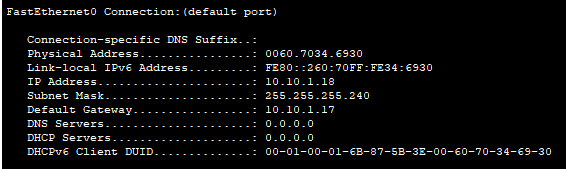 FastEthernet0 Connection:(default port)
Connection-specific DNS Suffix..:
Physical Address................: 0060.7034.6930
Link-local IPv6 Address.........: FE80::260:70FF:FE34:6930
IP Address......................: 10.10.1.18
Subnet Mask.....................: 255.255.255.240
Default Gateway.................: 10.10.1.17
DNS Servers.....................: 0.0.0.0
DHCP Servers....................: 0.0.0.0
DHCPv6 Client DUID..............: 00-01-00-01-6B-87-5B-3E-00-60-70-34-69-30